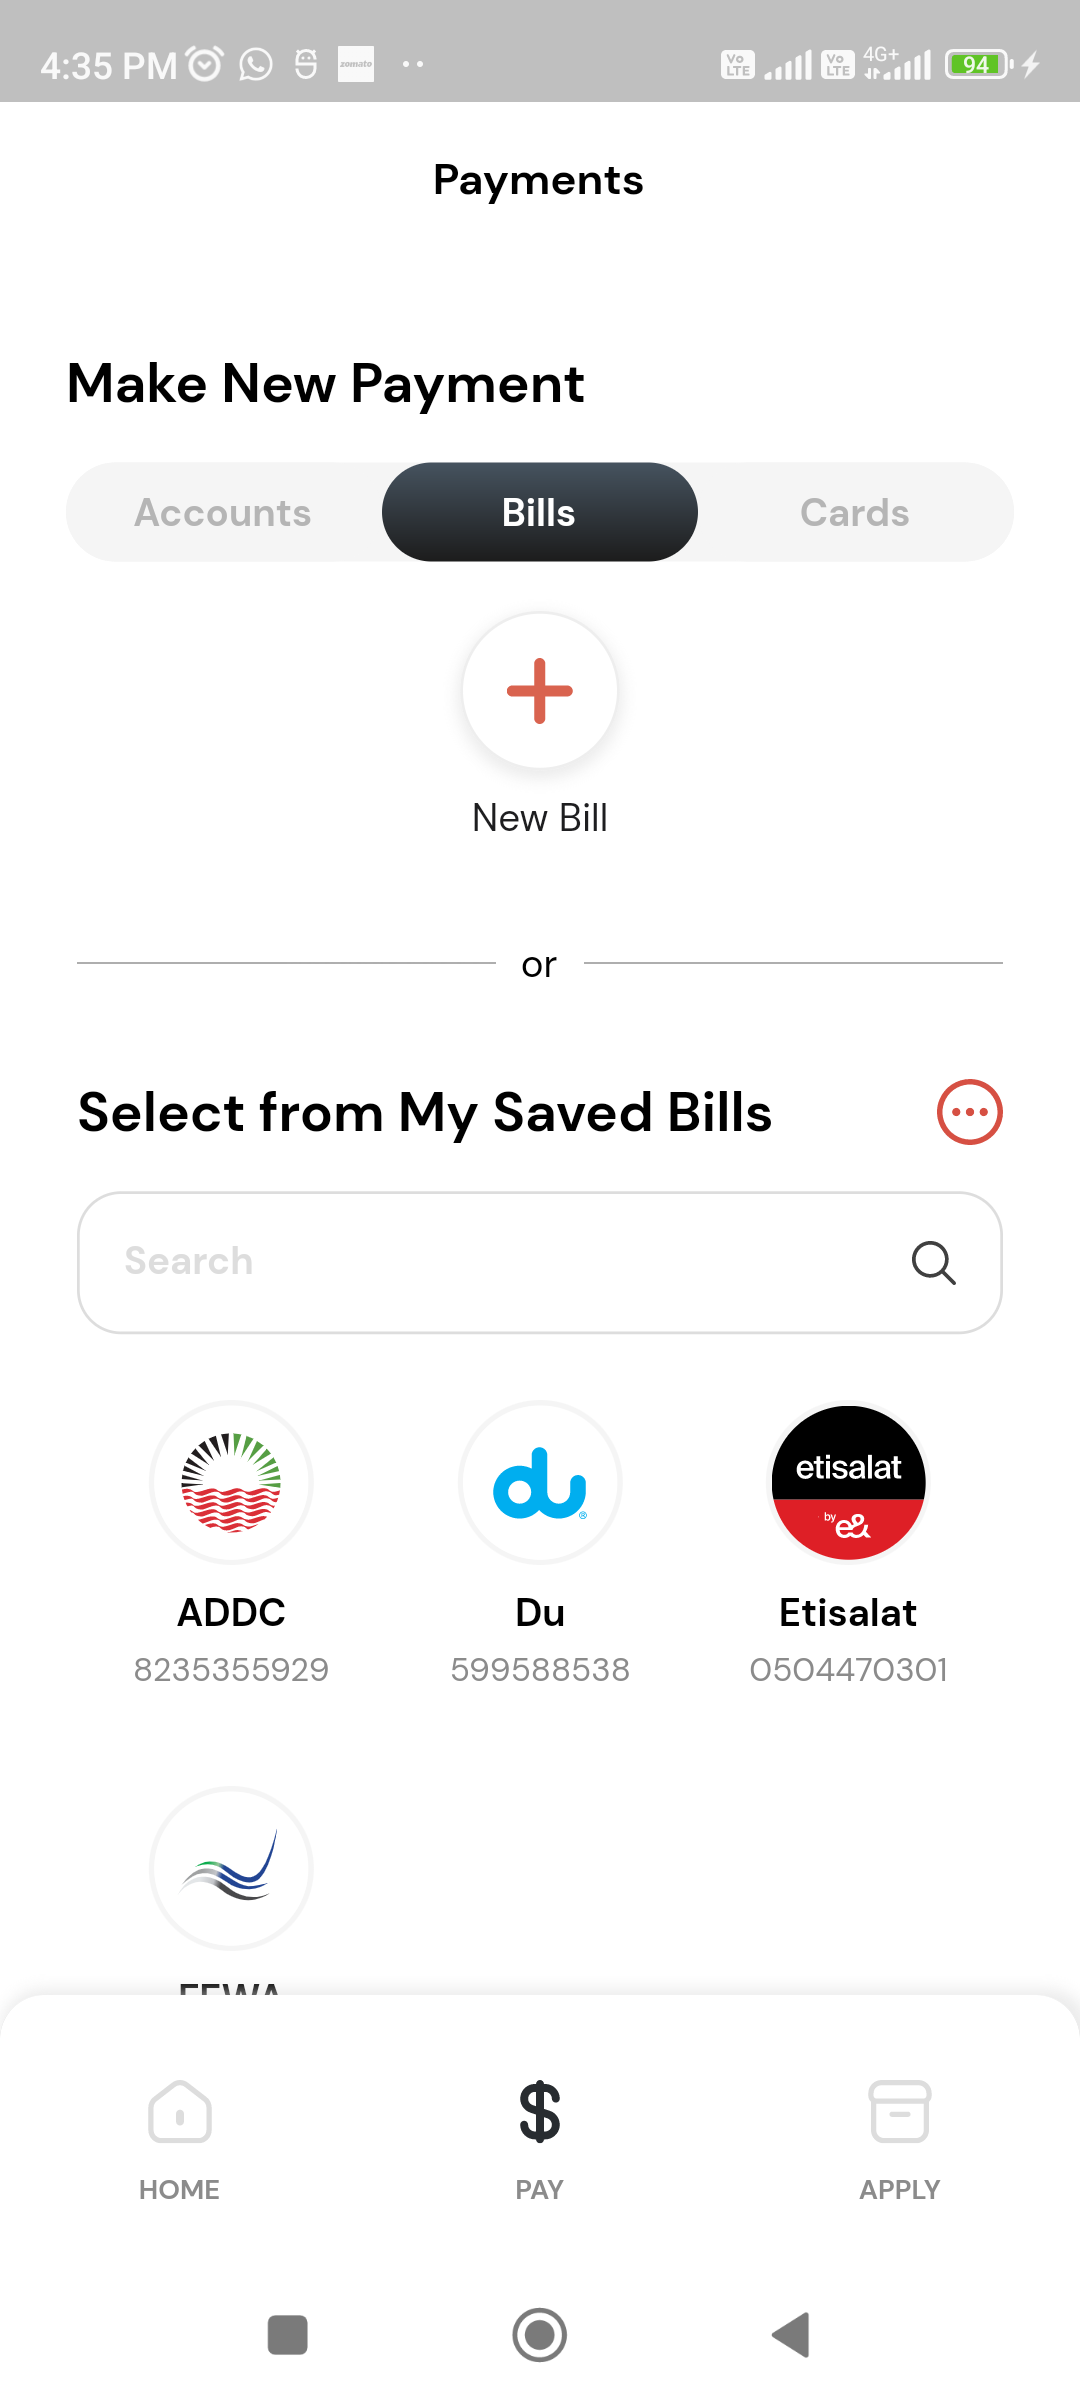 4:35 PM
zomato
Vo LTE
Vo LTE
4G+
94
Payments
Make New Payment
Accounts
Bills
Cards
New Bill
or
Select from My Saved Bills
Search
du
etisalat
by e&
ADDC
Du
Etisalat
8235355929
599588538
0504470301
FEWA
HOME
PAY
APPLY